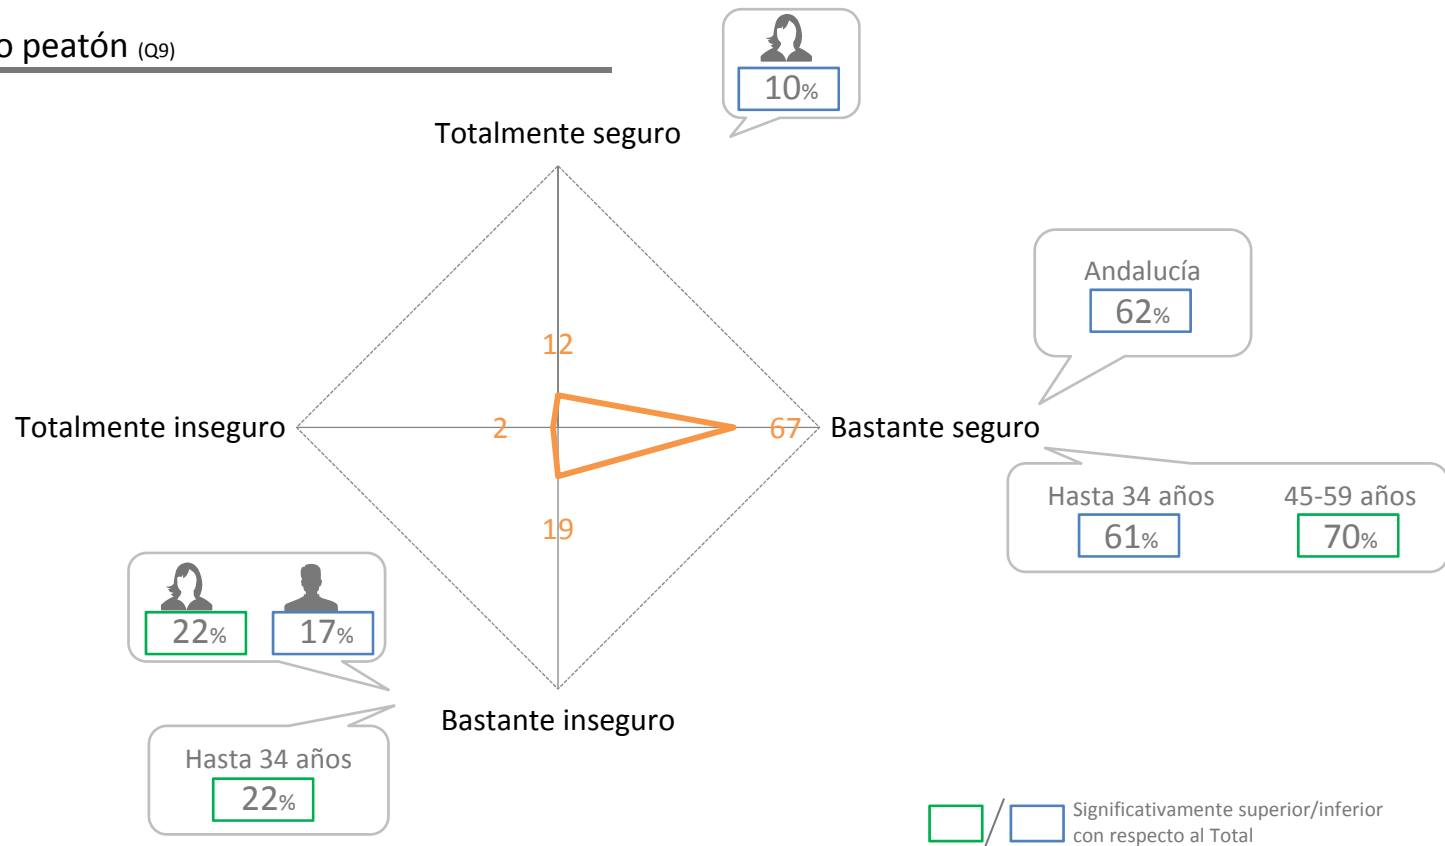 o peatón (Q9)
10%
Totalmente seguro
Andalucía
62%
12
Totalmente inseguro
2
67
Bastante seguro
Hasta 34 años
45-59 años
61%
70%
19
22%
17%
Bastante inseguro
Hasta 34 años
22%
/
Significativamente superior/inferior
con respecto al Total